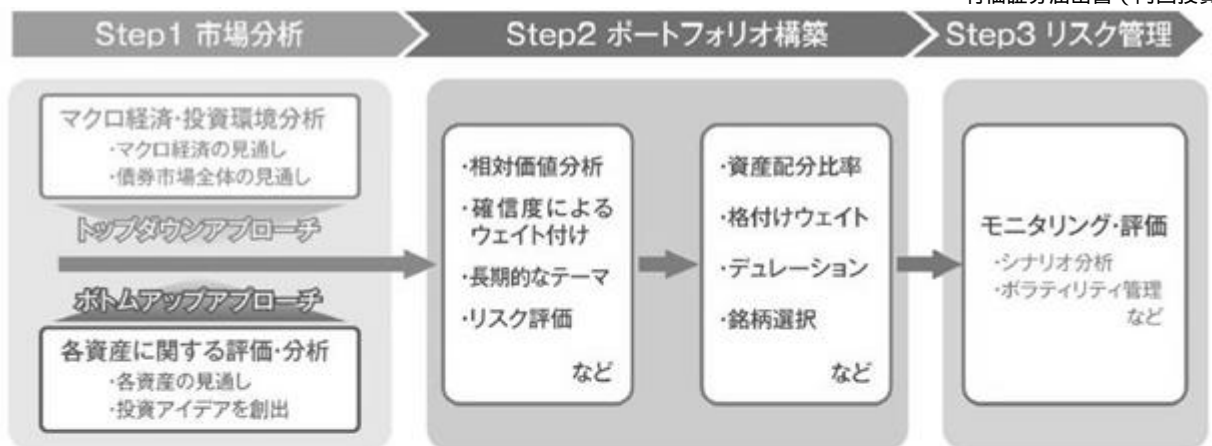 Step1 市場分析
Step2 ポートフォリオ構築
Step3 リスク管理
マクロ経済・投資環境分析
・マクロ経済の見通し
・債券市場全体の見通し
トップダウンアプローチ
ボトムアップアプローチ
各資産に関する評価・分析
・各資産の見通し
・投資アイデアを創出
・相対価値分析
・確信度による
ウェイト付け
・長期的なテーマ
・リスク評価
など
・資産配分比率
・格付けウェイト
・デュレーション
・銘柄選択
など
モニタリング・評価
・シナリオ分析
・ボラティリティ管理
など